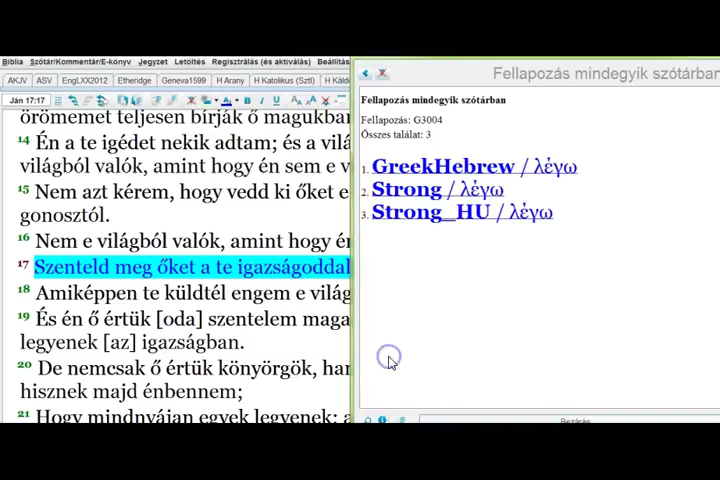 Biblia Szótár/Kommentár/E-könyv Jegyzet Letöltés Regisztrálás (és aktiválás) Beállítás
AKJV ASV EngLXX2012 Etheridge Geneva1599 H Arany H Katolikus (Sztl) H Káldi
Ján 17:17
örömemet teljesen bírják ő magukban
14 Én a te igédet nekik adtam; és a vilá
világból valók, amint hogy én sem e v
15 Nem azt kérem, hogy vedd ki őket e
gonosztól.
16 Nem e világból valók, amint hogy én
17 Szenteld meg őket a te igazságoddal
18 Amiképpen te küldtél engem e világ
19 És én ő értük [oda] szentelem maga
legyenek [az] igazságban.
20 De nemcsak ő értük könyörgök, han
hisznek majd énbennem;
21 Hogy mindnyájan egyek legyenek; a
Fellapozás mindegyik szótárban
Fellapozás mindegyik szótárban
Fellapozás: G3004
Összes találat: 3
1. GreekHebrew / λέγω
2. Strong / λέγω
3. Strong_HU / λέγω
Bezárás